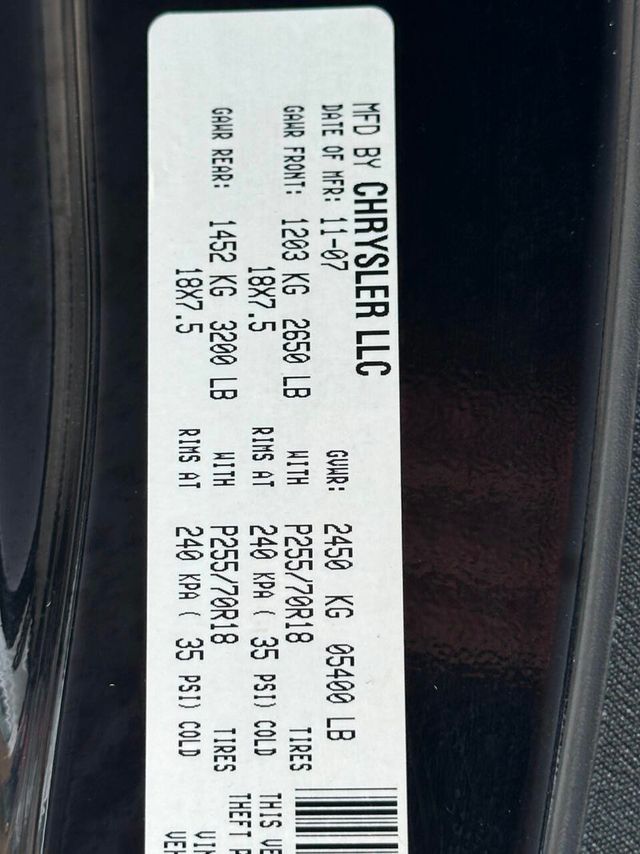 MFD BY CHRYSLER LLC
DATE OF MFR: 11-07 GVWR: 2450 KG 05400 LB
GAWR FRONT: 1203 KG 2650 LB WITH P255/70R18 TIRES
18X7.5 RIMS AT 240 KPA ( 35 PSI) COLD
GAWR REAR: 1452 KG 3200 LB WITH P255/70R18 TIRES
18X7.5 RIMS AT 240 KPA ( 35 PSI) COLD
THIS VE
THEFT P
VIN
VEH